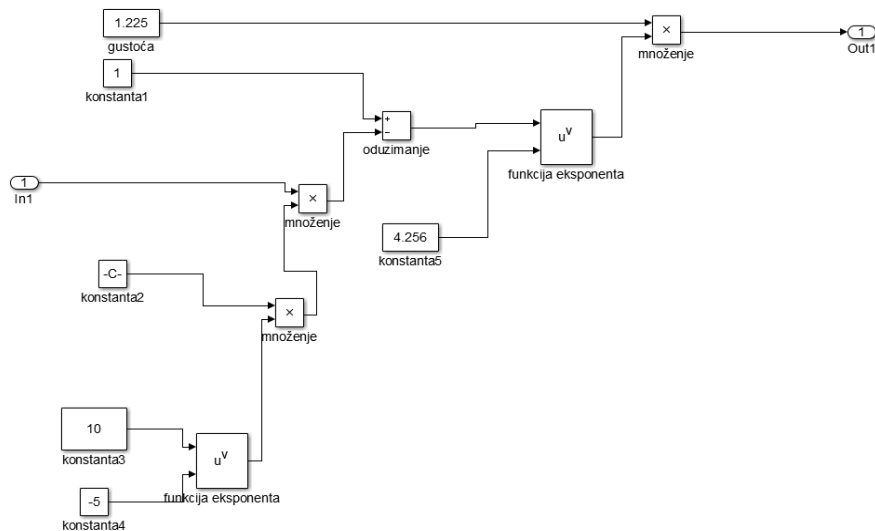 1.225
gustoća
×
množenje
1
Out1
1
konstanta1
+
−
oduzimanje
u^v
funkcija eksponenta
1
In1
×
množenje
4.256
konstanta5
-C-
konstanta2
×
množenje
10
konstanta3
u^v
funkcija eksponenta
-5
konstanta4